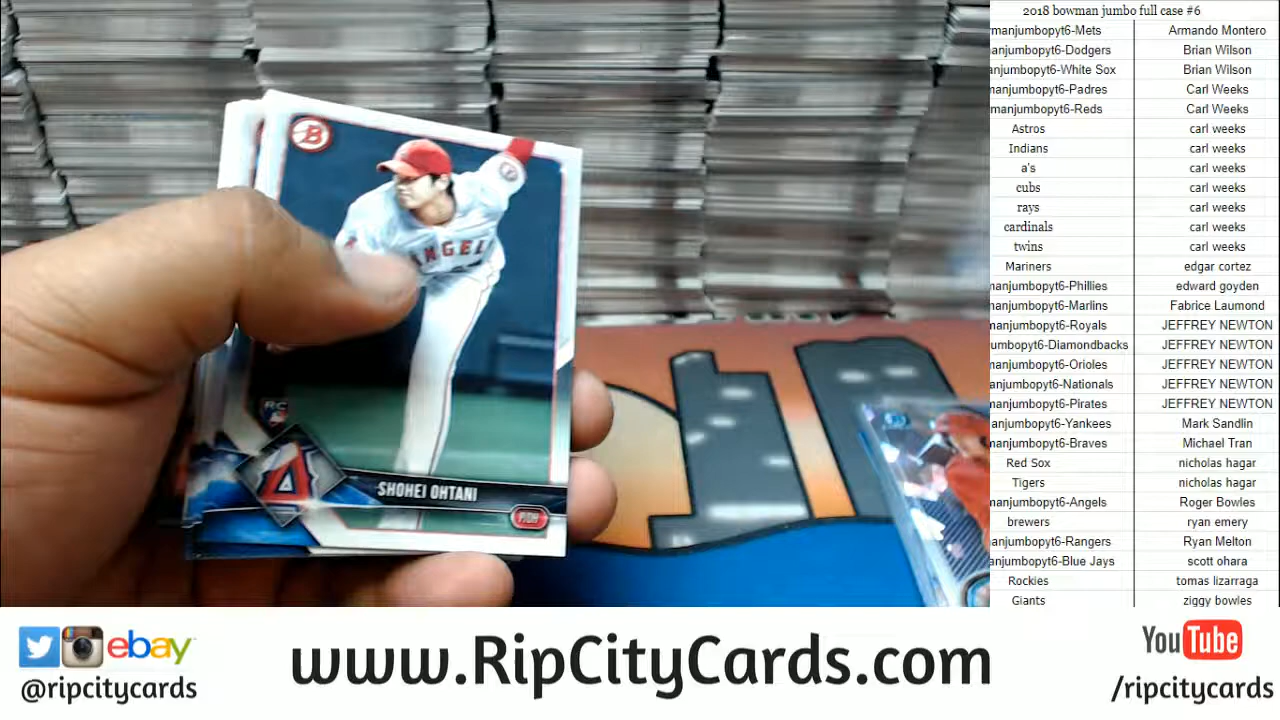 2018 bowman jumbo full case #6
manjumbopyt6-Mets Armando Montero
anjumbopyt6-Dodgers Brian Wilson
anjumbopyt6-White Sox Brian Wilson
manjumbopyt6-Padres Carl Weeks
manjumbopyt6-Reds Carl Weeks
Astros carl weeks
Indians carl weeks
a's carl weeks
cubs carl weeks
rays carl weeks
cardinals carl weeks
twins carl weeks
Mariners edgar cortez
manjumbopyt6-Phillies edward goyden
manjumbopyt6-Marlins Fabrice Laumond
manjumbopyt6-Royals JEFFREY NEWTON
umbopyt6-Diamondbacks JEFFREY NEWTON
anjumbopyt6-Orioles JEFFREY NEWTON
anjumbopyt6-Nationals JEFFREY NEWTON
manjumbopyt6-Pirates JEFFREY NEWTON
manjumbopyt6-Yankees Mark Sandlin
manjumbopyt6-Braves Michael Tran
Red Sox nicholas hagar
Tigers nicholas hagar
manjumbopyt6-Angels Roger Bowles
brewers ryan emery
manjumbopyt6-Rangers Ryan Melton
anjumbopyt6-Blue Jays scott ohara
Rockies tomas lizarraga
Giants ziggy bowles
B
ANGEL
RC
A
SHOHEI OHTANI
P/DH
ebay
@ripcitycards
www.RipCityCards.com
YouTube
/ripcitycards